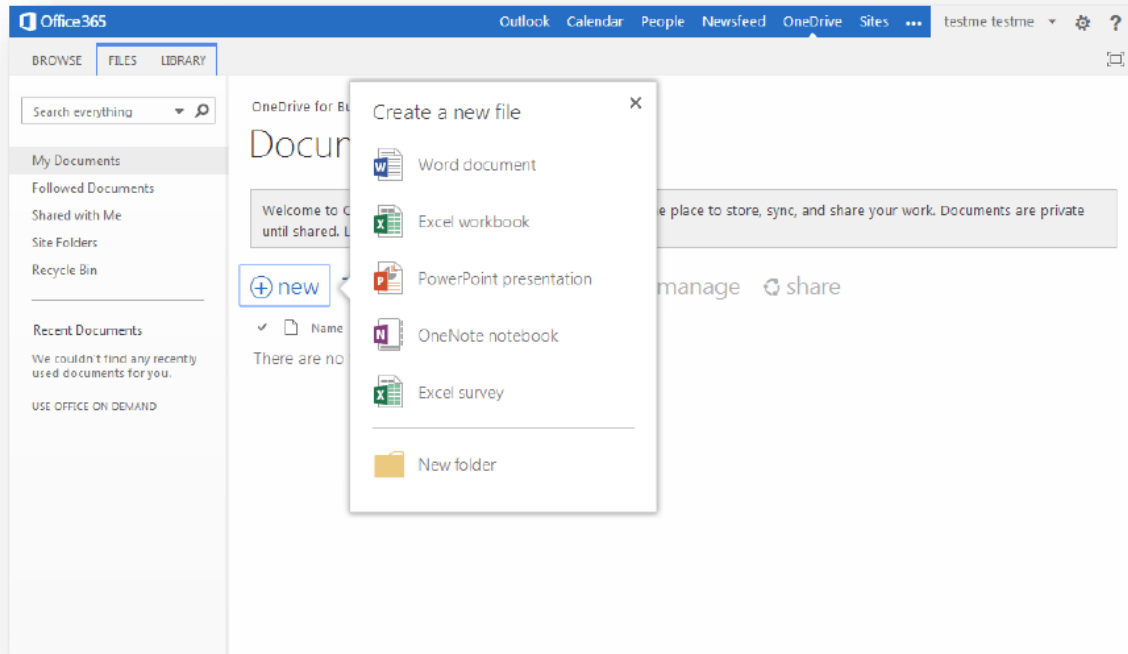 Office 365
Outlook Calendar People Newsfeed OneDrive Sites ••• testme testme ?
BROWSE FILES LIBRARY
Search everything
My Documents
Followed Documents
Shared with Me
Site Folders
Recycle Bin
Recent Documents
We couldn't find any recently
used documents for you.
USE OFFICE ON DEMAND
OneDrive for Bu
Docur
Welcome to e place to store, sync, and share your work. Documents are private
until shared. L
new manage share
Name
There are no
Create a new file
Word document
Excel workbook
PowerPoint presentation
OneNote notebook
Excel survey
New folder